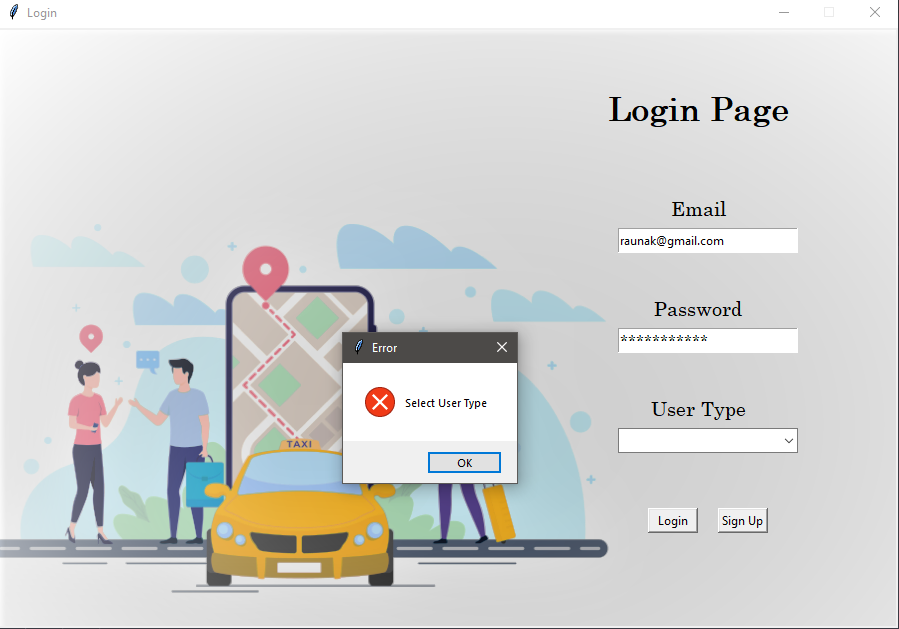 Login
Login Page
Email
raunak@gmail.com
Password
***********
User Type
Error
Select User Type
OK
TAXI
Login
Sign Up